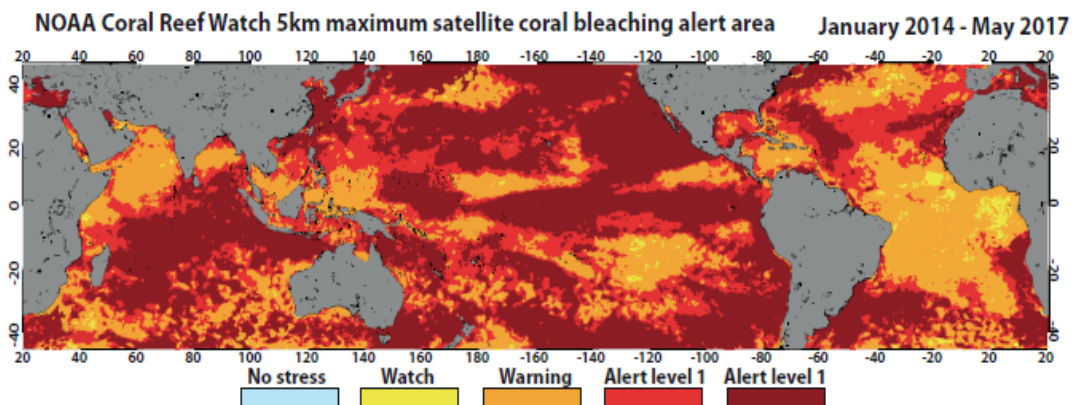 NOAA Coral Reef Watch 5km maximum satellite coral bleaching alert area January 2014 - May 2017
20 40 60 80 100 120 140 160 180 -160 -140 -120 -100 -80 -60 -40 -20 20 20
40 40
20 20
0 0
-20 -20
-40 -40
20 40 60 80 100 120 140 160 180 -160 -140 -120 -100 -80 -60 -40 -20 20 20
No stress Watch Warning Alert level 1 Alert level 1